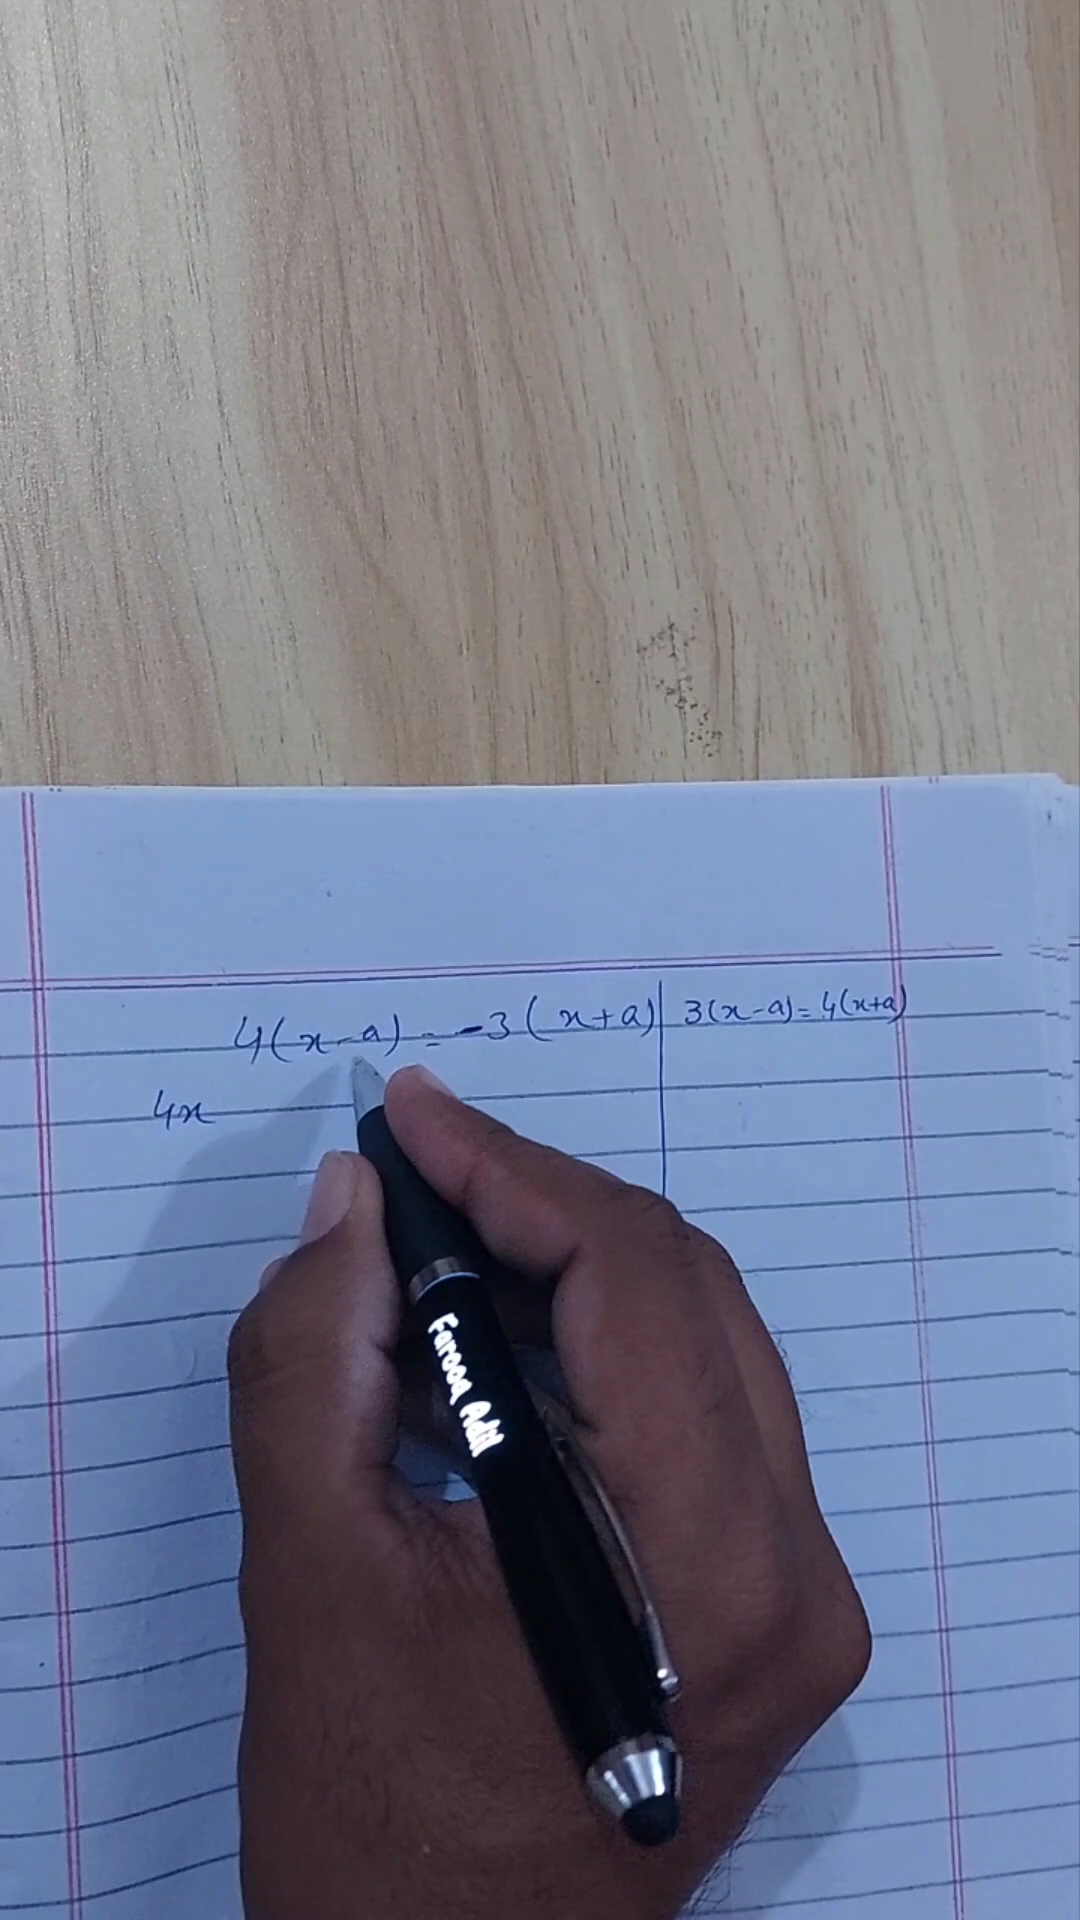 4(x-a) = -3(x+a) | 3(x-a)= 4(x+a)
4x
Farooq Adil